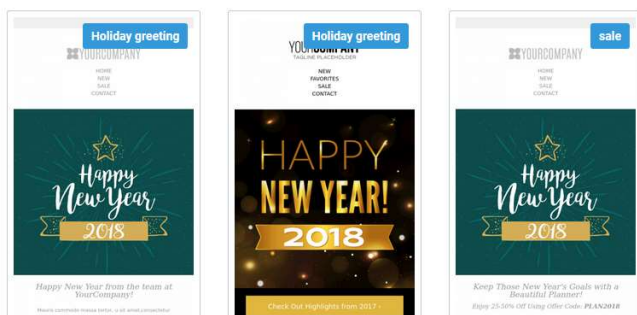 Holiday greeting
YOURCOMPANY
HOME
NEW
SALE
CONTACT
Happy
New Year
2018
Happy New Year from the team at
YourCompany!
Holiday greeting
TAGLINE PLACEHOLDER
NEW
FAVORITES
SALE
CONTACT
HAPPY
NEW YEAR!
2018
Check Out Highlights from 2017 ›
sale
YOURCOMPANY
HOME
NEW
SALE
CONTACT
Happy
New Year
2018
Keep Those New Year's Goals with a
Beautiful Planner!
Enjoy 25-50% Off Using Offer Code: PLAN2018